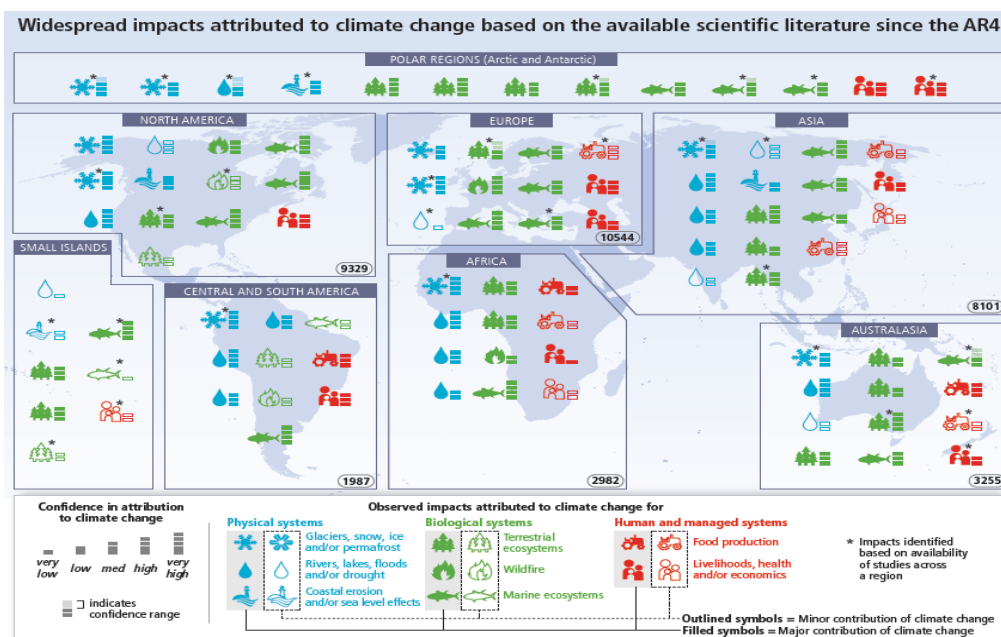 Widespread impacts attributed to climate change based on the available scientific literature since the AR4
POLAR REGIONS (Arctic and Antarctic)
NORTH AMERICA
EUROPE
ASIA
10544
SMALL ISLANDS
9329
AFRICA
CENTRAL AND SOUTH AMERICA
8101
AUSTRALASIA
1987
2982
3255
Confidence in attribution
to climate change
very low
low
med
high
very high
indicates
confidence range
Observed impacts attributed to climate change for
Physical systems
Glaciers, snow, ice
and/or permafrost
Rivers, lakes, floods
and/or drought
Coastal erosion
and/or sea level effects
Biological systems
Terrestrial
ecosystems
Wildfire
Marine ecosystems
Human and managed systems
Food production
Livelihoods, health
and/or economics
* Impacts identified
based on availability
of studies across
a region
Outlined symbols = Minor contribution of climate change
Filled symbols = Major contribution of climate change